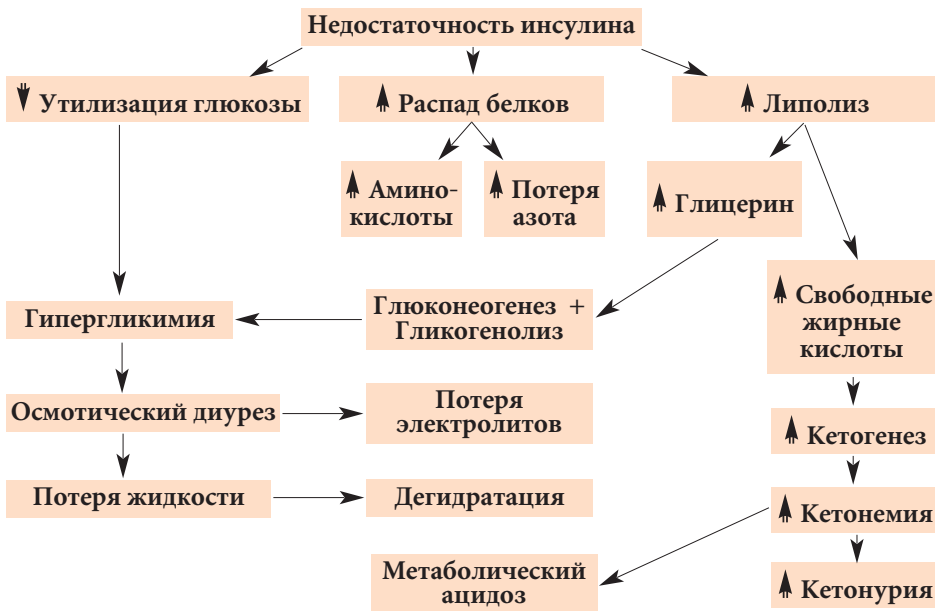 Недостаточность инсулина
Утилизация глюкозы
Распад белков
Липолиз
Амино-
кислоты
Потеря
азота
Глицерин
Свободные
жирные
кислоты
Глюконеогенез +
Гликогенолиз
Гипергликимия
Осмотический диурез
Потеря
электролитов
Кетогенез
Потеря жидкости
Дегидратация
Кетонемия
Метаболический
ацидоз
Кетонурия